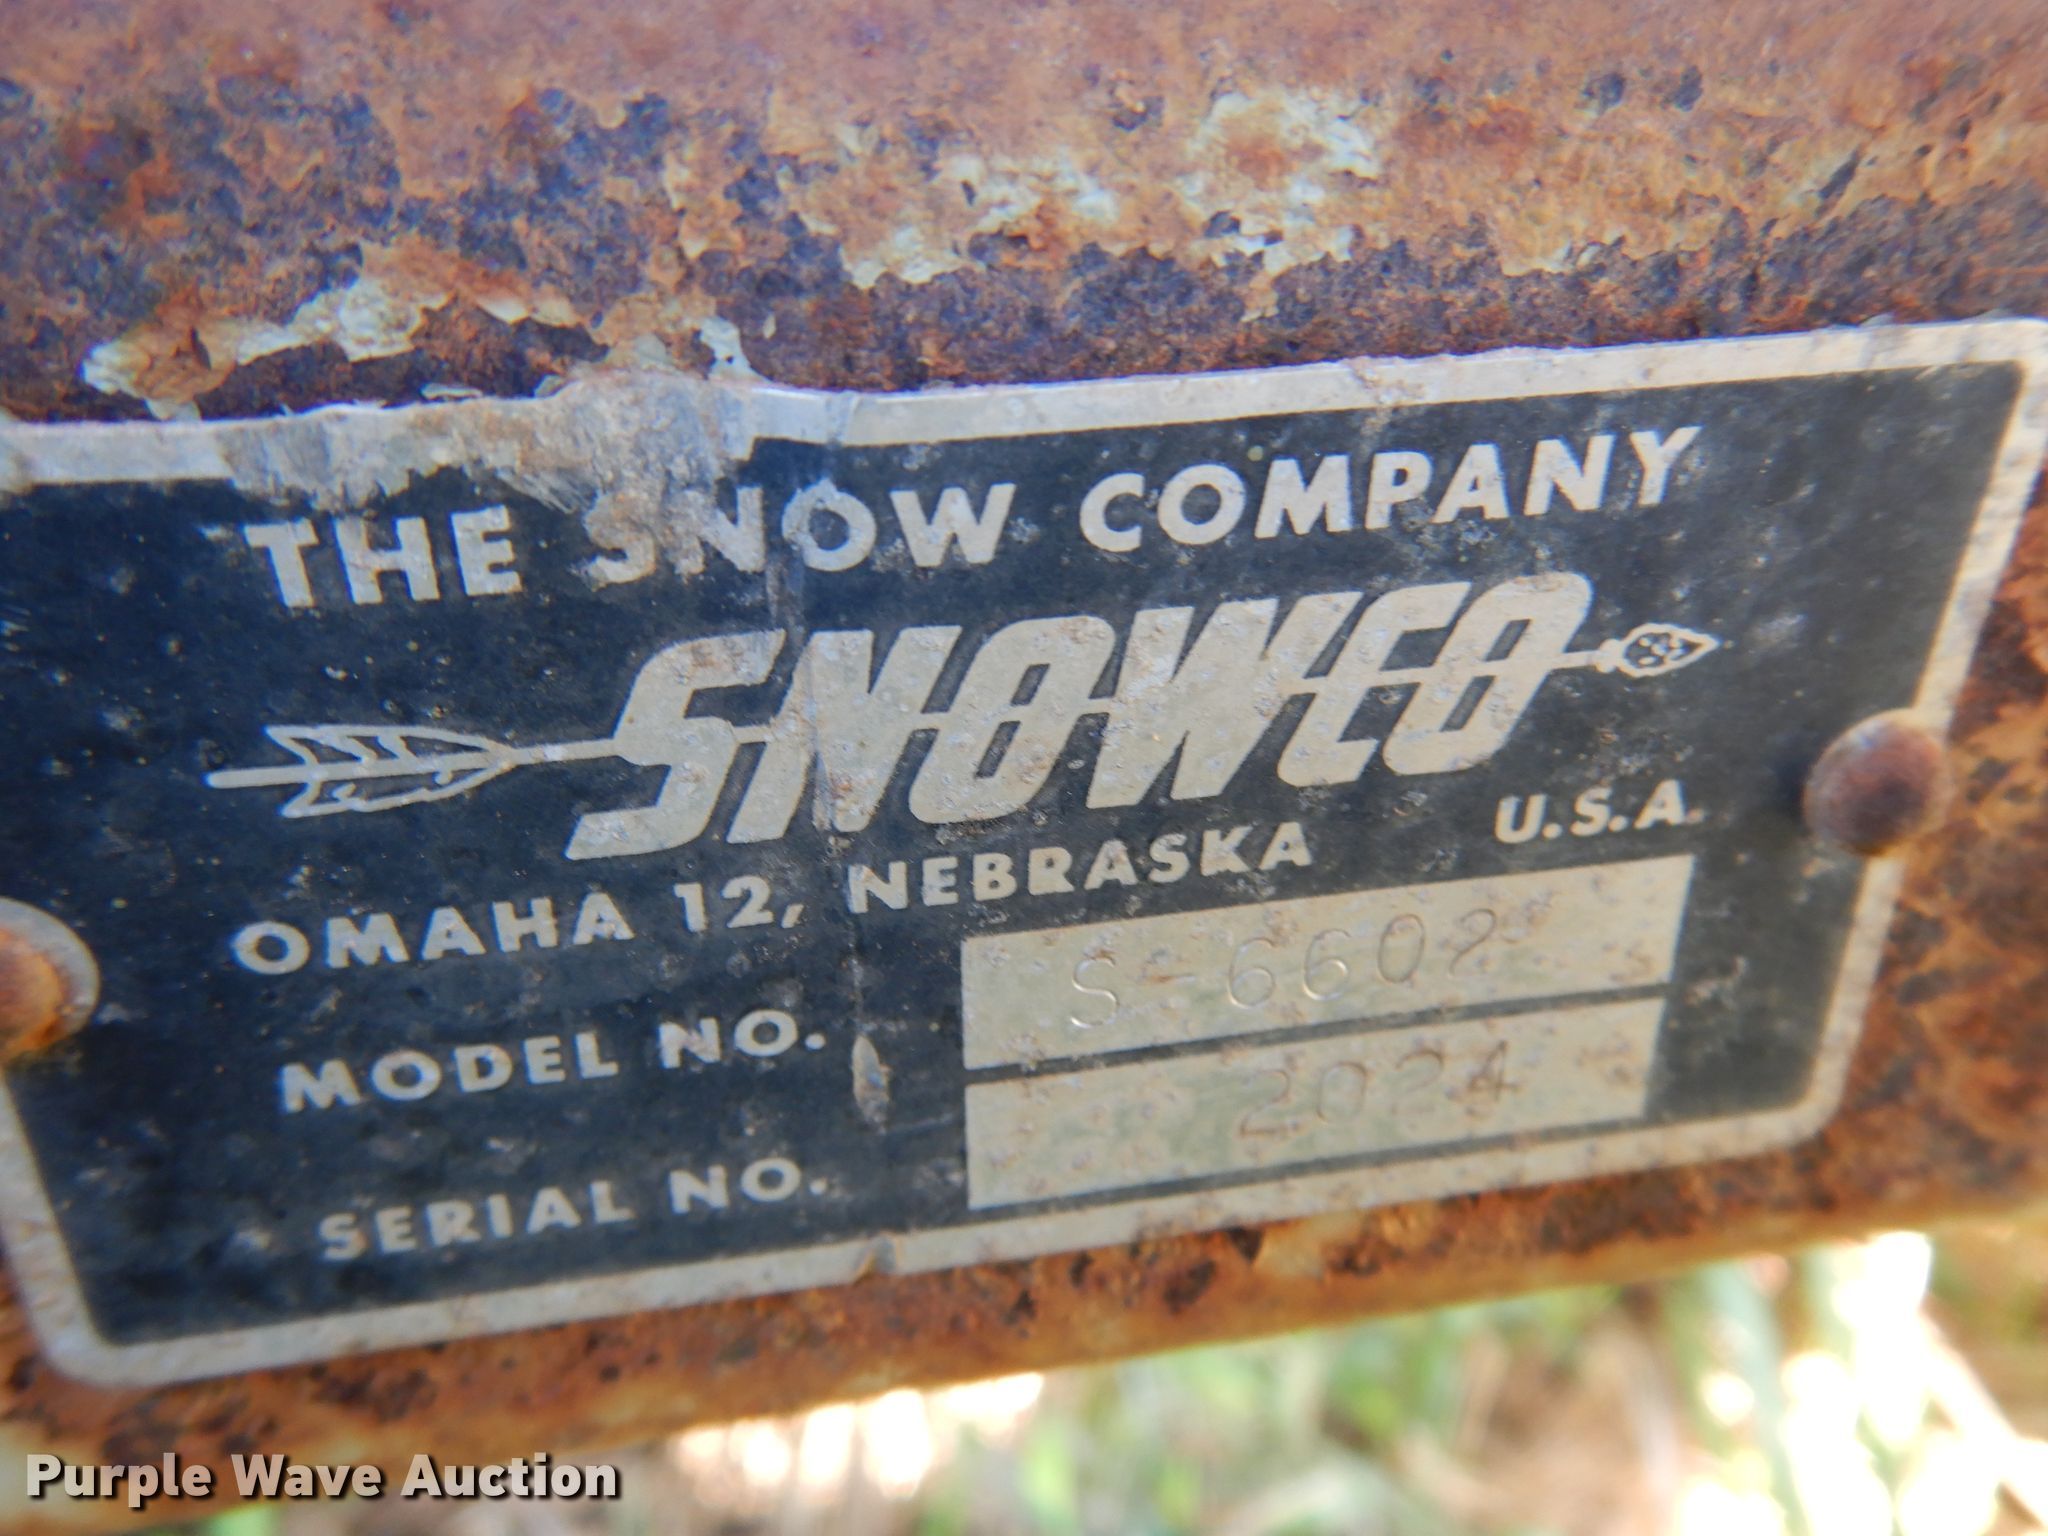 THE SNOW COMPANY
SNOWCO
OMAHA 12, NEBRASKA U.S.A.
MODEL NO. S-6602
SERIAL NO. 2024
Purple Wave Auction